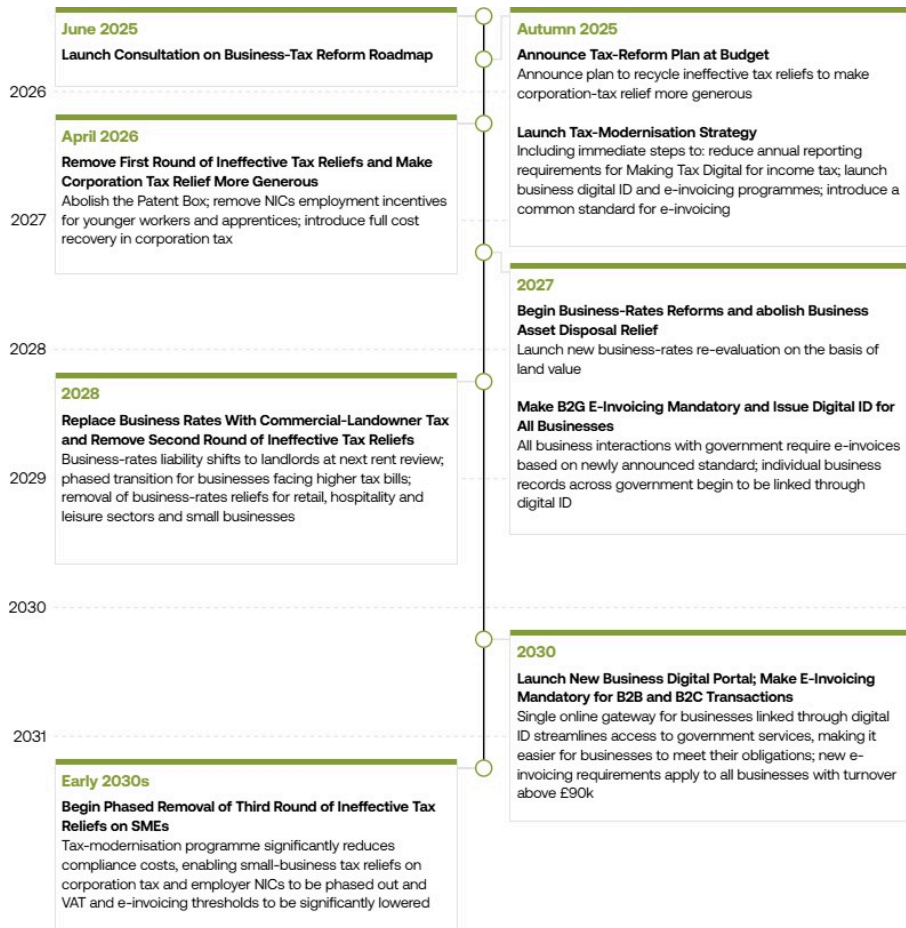 June 2025
Launch Consultation on Business-Tax Reform Roadmap
Autumn 2025
Announce Tax-Reform Plan at Budget
Announce plan to recycle ineffective tax reliefs to make
corporation-tax relief more generous
Launch Tax-Modernisation Strategy
Including immediate steps to: reduce annual reporting
requirements for Making Tax Digital for income tax; launch
business digital ID and e-invoicing programmes; introduce a
common standard for e-invoicing
2026
April 2026
Remove First Round of Ineffective Tax Reliefs and Make
Corporation Tax Relief More Generous
Abolish the Patent Box; remove NICs employment incentives
for younger workers and apprentices; introduce full cost
recovery in corporation tax
2027
2027
Begin Business-Rates Reforms and abolish Business
Asset Disposal Relief
Launch new business-rates re-evaluation on the basis of
land value
Make B2G E-Invoicing Mandatory and Issue Digital ID for
All Businesses
All business interactions with government require e-invoices
based on newly announced standard; individual business
records across government begin to be linked through
digital ID
2028
2028
Replace Business Rates With Commercial-Landowner Tax
and Remove Second Round of Ineffective Tax Reliefs
Business-rates liability shifts to landlords at next rent review;
phased transition for businesses facing higher tax bills;
removal of business-rates reliefs for retail, hospitality and
leisure sectors and small businesses
2029
2030
2030
Launch New Business Digital Portal; Make E-Invoicing
Mandatory for B2B and B2C Transactions
Single online gateway for businesses linked through digital
ID streamlines access to government services, making it
easier for businesses to meet their obligations; new e-
invoicing requirements apply to all businesses with turnover
above £90k
2031
Early 2030s
Begin Phased Removal of Third Round of Ineffective Tax
Reliefs on SMEs
Tax-modernisation programme significantly reduces
compliance costs, enabling small-business tax reliefs on
corporation tax and employer NICs to be phased out and
VAT and e-invoicing thresholds to be significantly lowered